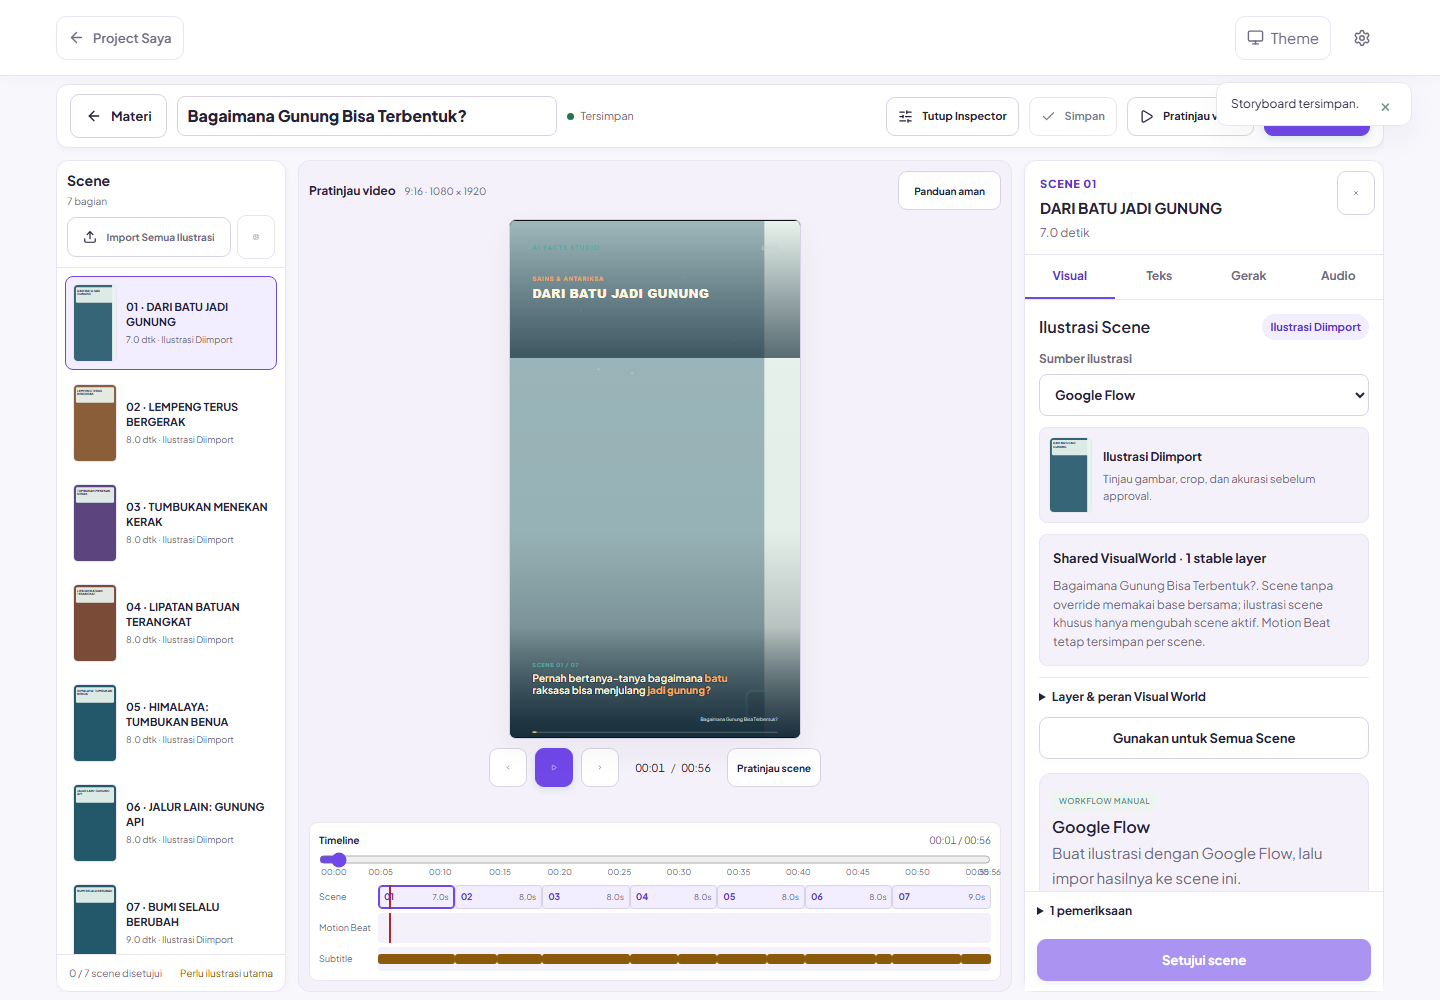 Project Saya
Theme
Materi
Bagaimana Gunung Bisa Terbentuk?
Tersimpan
Tutup Inspector
Simpan
Pratinjau
Storyboard tersimpan.
Scene
7 bagian
Import Semua Ilustrasi
01 · DARI BATU JADI
GUNUNG
7.0 dtk · Ilustrasi Diimport
02 · LEMPENG TERUS
BERGERAK
8.0 dtk · Ilustrasi Diimport
03 · TUMBUKAN MENEKAN
KERAK
8.0 dtk · Ilustrasi Diimport
04 · LIPATAN BATUAN
TERANGKAT
8.0 dtk · Ilustrasi Diimport
05 · HIMALAYA:
TUMBUKAN BENUA
8.0 dtk · Ilustrasi Diimport
06 · JALUR LAIN: GUNUNG
API
8.0 dtk · Ilustrasi Diimport
07 · BUMI SELALU
BERUBAH
9.0 dtk · Ilustrasi Diimport
0 / 7 scene disetujui
Perlu ilustrasi utama
Pratinjau video
9:16 · 1080 × 1920
Panduan aman
AI FACTS STUDIO
SAINS & ANTARIKSA
DARI BATU JADI GUNUNG
SCENE 01 / 07
Pernah bertanya-tanya bagaimana batu
raksasa bisa menjulang jadi gunung?
Bagaimana Gunung Bisa Terbentuk?
00:01 / 00:56
Pratinjau scene
Timeline
00:01 / 00:56
00:00 00:05 00:10 00:15 00:20 00:25 00:30 00:35 00:40 00:45 00:50
Scene
01 7.0s 02 8.0s 03 8.0s 04 8.0s 05 8.0s 06 8.0s 07 9.0s
Motion Beat
Subtitle
SCENE 01
DARI BATU JADI GUNUNG
7.0 detik
Visual
Teks
Gerak
Audio
Ilustrasi Scene
Ilustrasi Diimport
Sumber ilustrasi
Google Flow
Ilustrasi Diimport
Tinjau gambar, crop, dan akurasi sebelum
approval.
Shared VisualWorld · 1 stable layer
Bagaimana Gunung Bisa Terbentuk?. Scene tanpa
override memakai base bersama; ilustrasi scene
khusus hanya mengubah scene aktif. Motion Beat
tetap tersimpan per scene.
Layer & peran Visual World
Gunakan untuk Semua Scene
WORKFLOW MANUAL
Google Flow
Buat ilustrasi dengan Google Flow, lalu
impor hasilnya ke scene ini.
1 pemeriksaan
Setujui scene